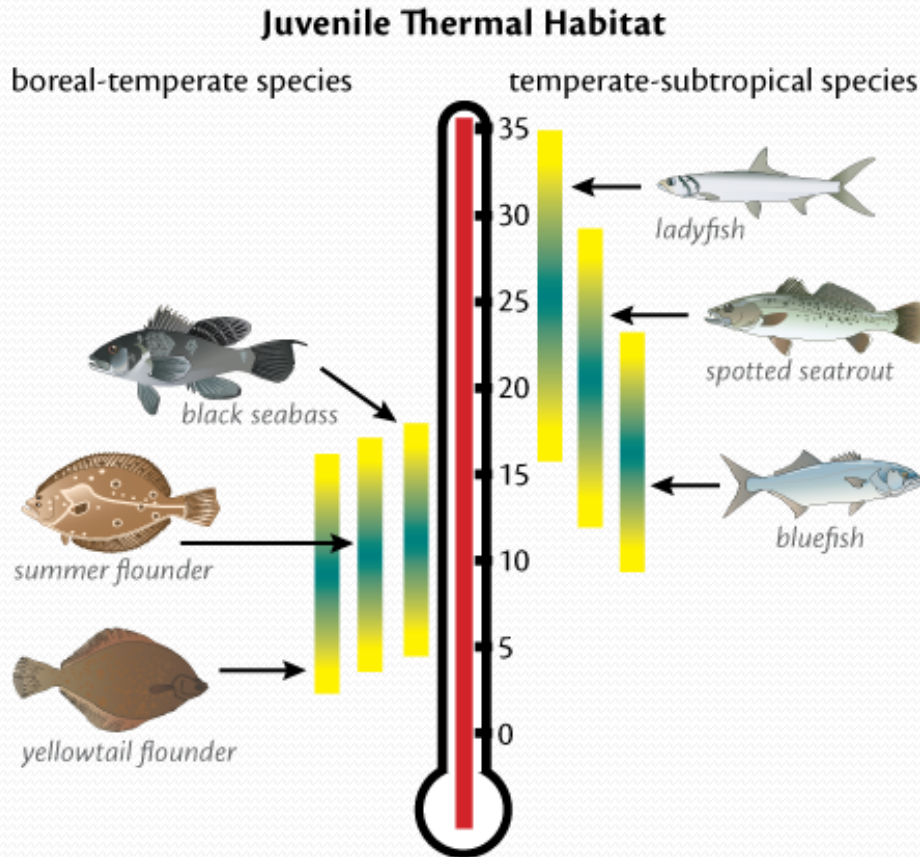 Juvenile Thermal Habitat
boreal-temperate species
temperate-subtropical species
35
30
25
20
15
10
5
0
ladyfish
spotted seatrout
bluefish
black seabass
summer flounder
yellowtail flounder